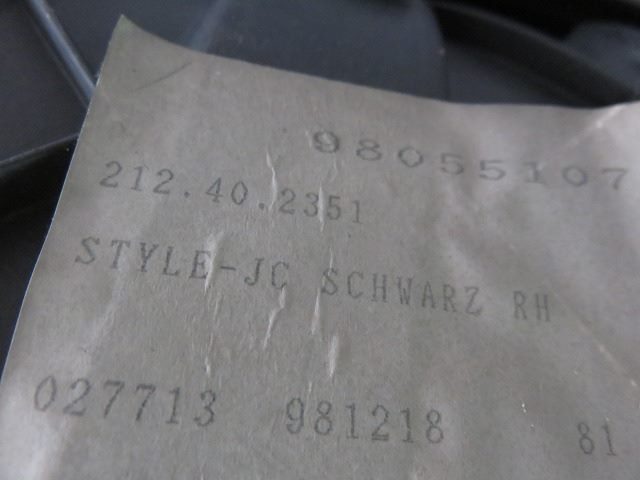 98055107
212.40.2351
STYLE-JC SCHWARZ RH
027713 981218 81